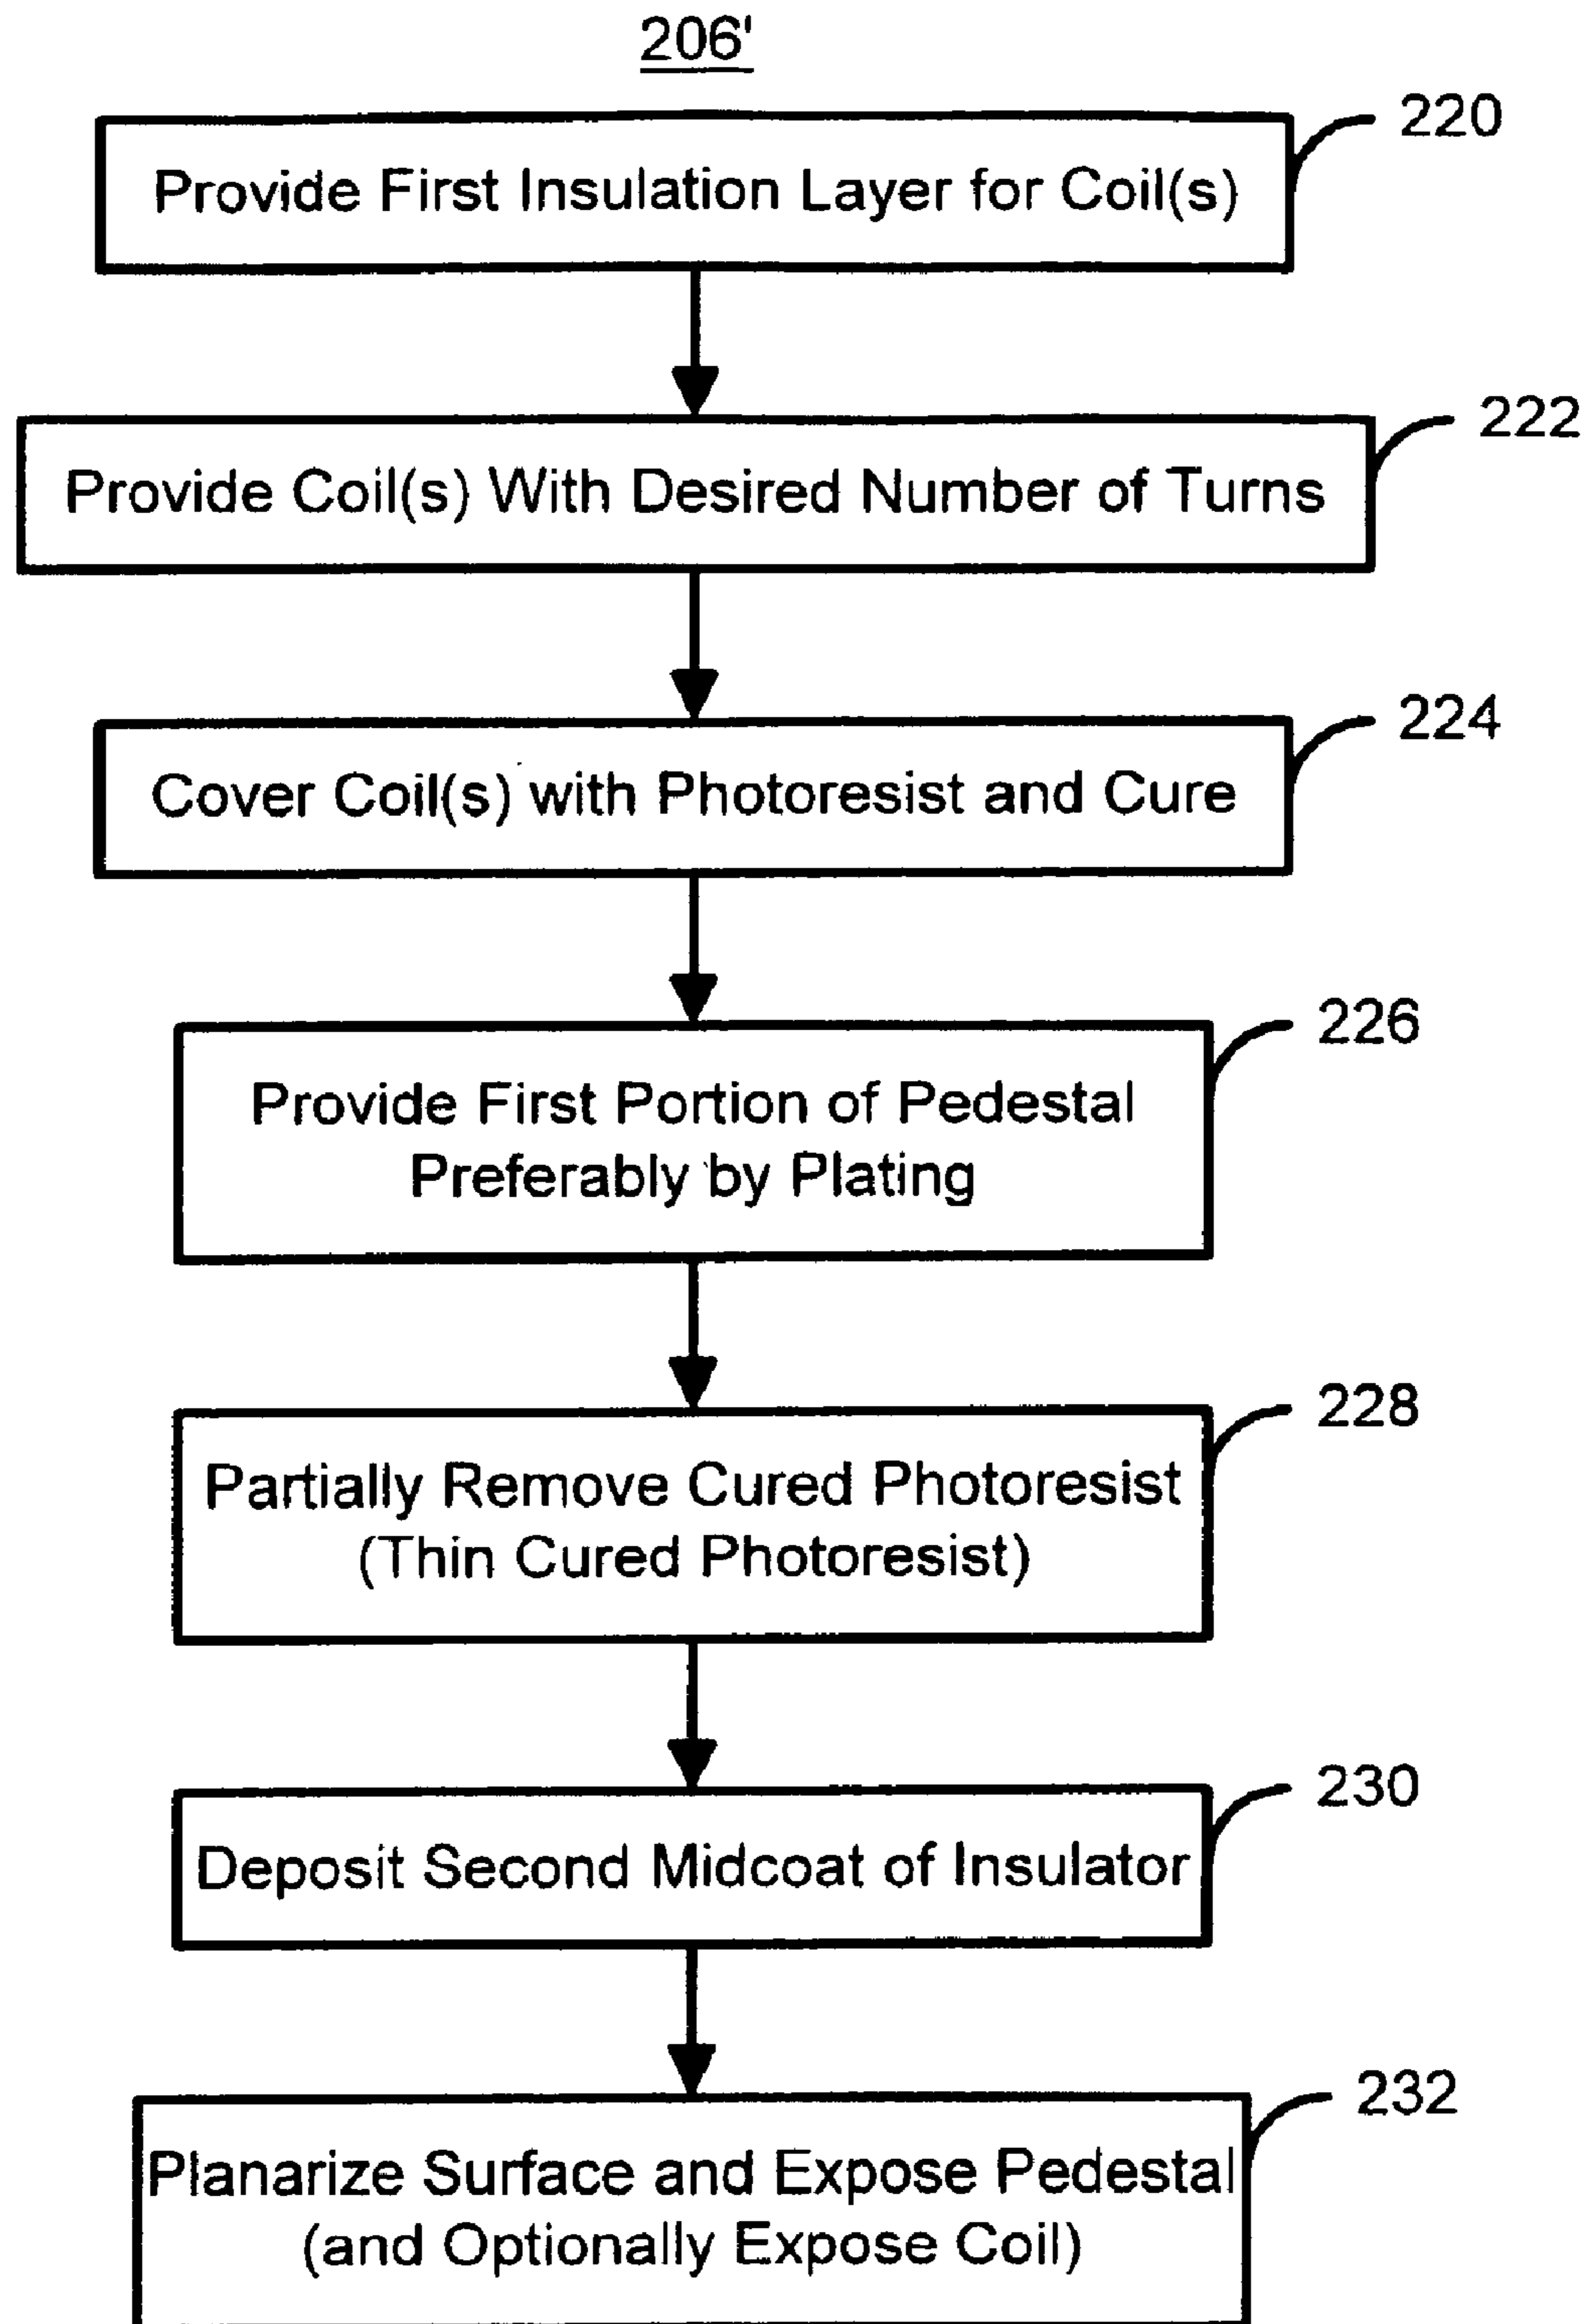 206'
Provide First Insulation Layer for Coil(s)
220
Provide Coil(s) With Desired Number of Turns
222
Cover Coil(s) with Photoresist and Cure
224
Provide First Portion of Pedestal
Preferably by Plating
226
Partially Remove Cured Photoresist
(Thin Cured Photoresist)
228
Deposit Second Midcoat of Insulator
230
Planarize Surface and Expose Pedestal
(and Optionally Expose Coil)
232